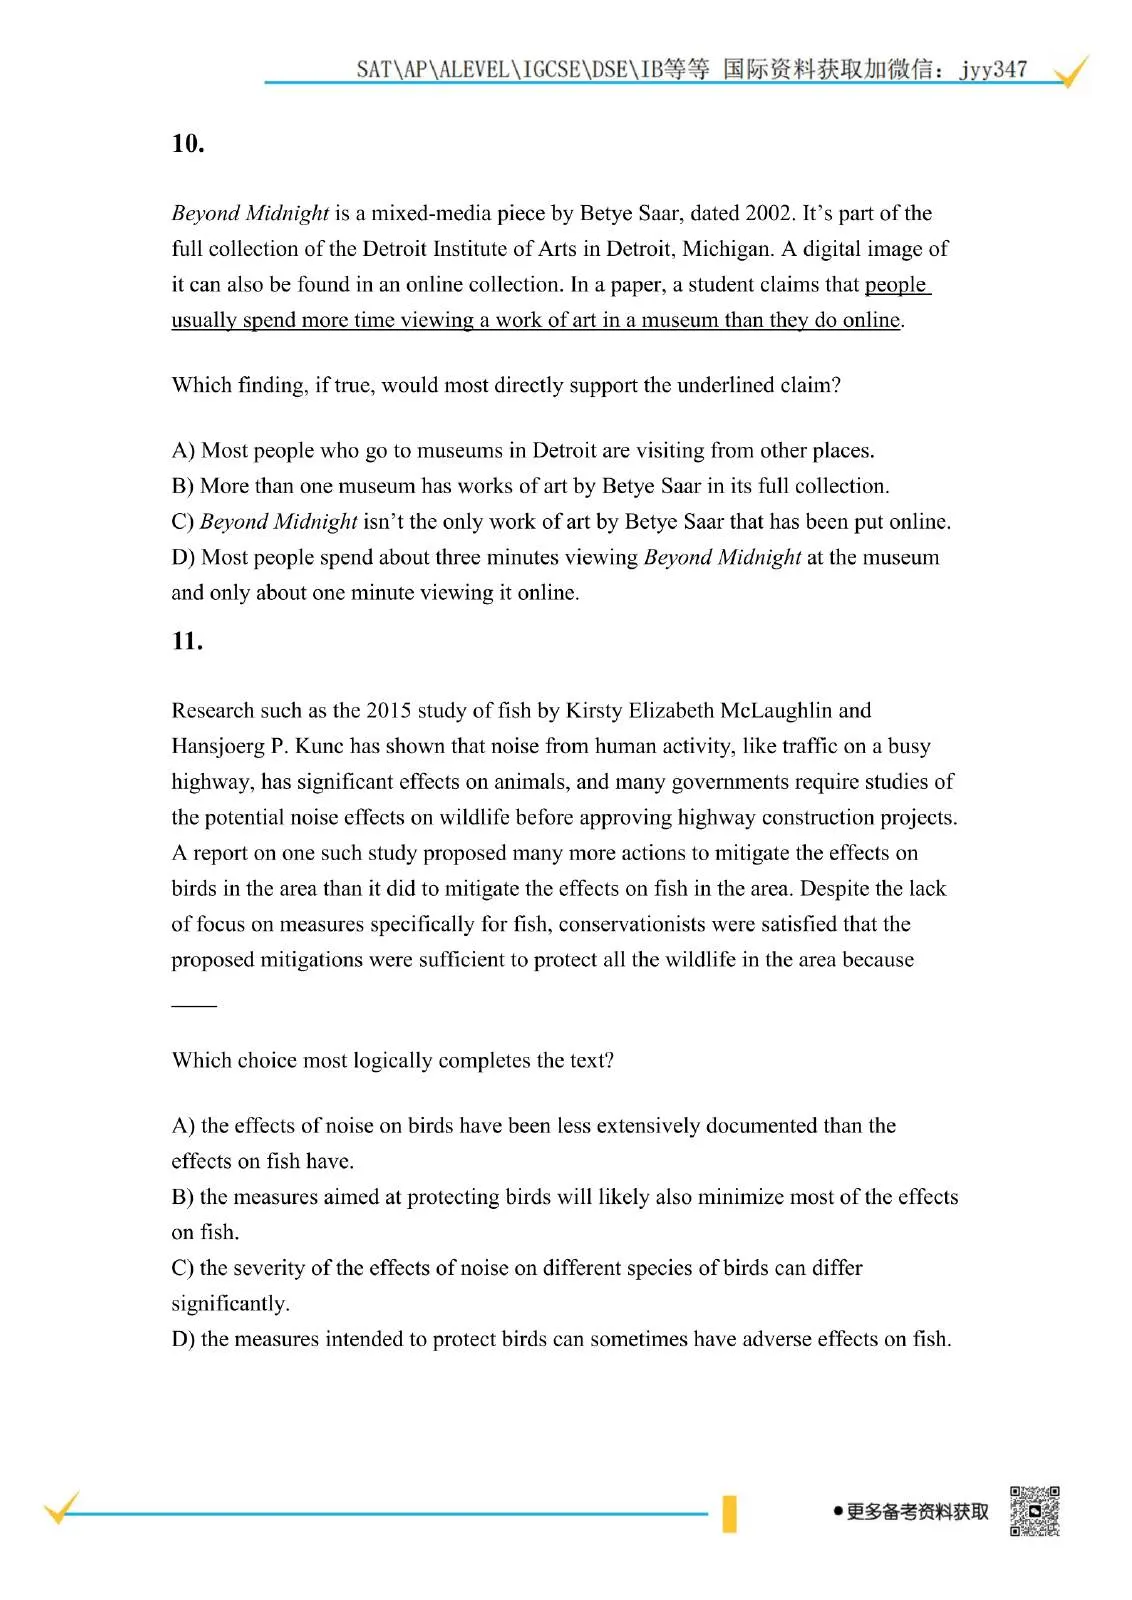 SAT\AP\ALEVEL\IGCSE\DSE\IB等等 国际资料获取加微信：jyy347
10.
Beyond Midnight is a mixed-media piece by Betye Saar, dated 2002. It’s part of the
full collection of the Detroit Institute of Arts in Detroit, Michigan. A digital image of
it can also be found in an online collection. In a paper, a student claims that people
usually spend more time viewing a work of art in a museum than they do online.
Which finding, if true, would most directly support the underlined claim?
A) Most people who go to museums in Detroit are visiting from other places.
B) More than one museum has works of art by Betye Saar in its full collection.
C) Beyond Midnight isn’t the only work of art by Betye Saar that has been put online.
D) Most people spend about three minutes viewing Beyond Midnight at the museum
and only about one minute viewing it online.
11.
Research such as the 2015 study of fish by Kirsty Elizabeth McLaughlin and
Hansjoerg P. Kunc has shown that noise from human activity, like traffic on a busy
highway, has significant effects on animals, and many governments require studies of
the potential noise effects on wildlife before approving highway construction projects.
A report on one such study proposed many more actions to mitigate the effects on
birds in the area than it did to mitigate the effects on fish in the area. Despite the lack
of focus on measures specifically for fish, conservationists were satisfied that the
proposed mitigations were sufficient to protect all the wildlife in the area because
____
Which choice most logically completes the text?
A) the effects of noise on birds have been less extensively documented than the
effects on fish have.
B) the measures aimed at protecting birds will likely also minimize most of the effects
on fish.
C) the severity of the effects of noise on different species of birds can differ
significantly.
D) the measures intended to protect birds can sometimes have adverse effects on fish.
●更多备考资料获取